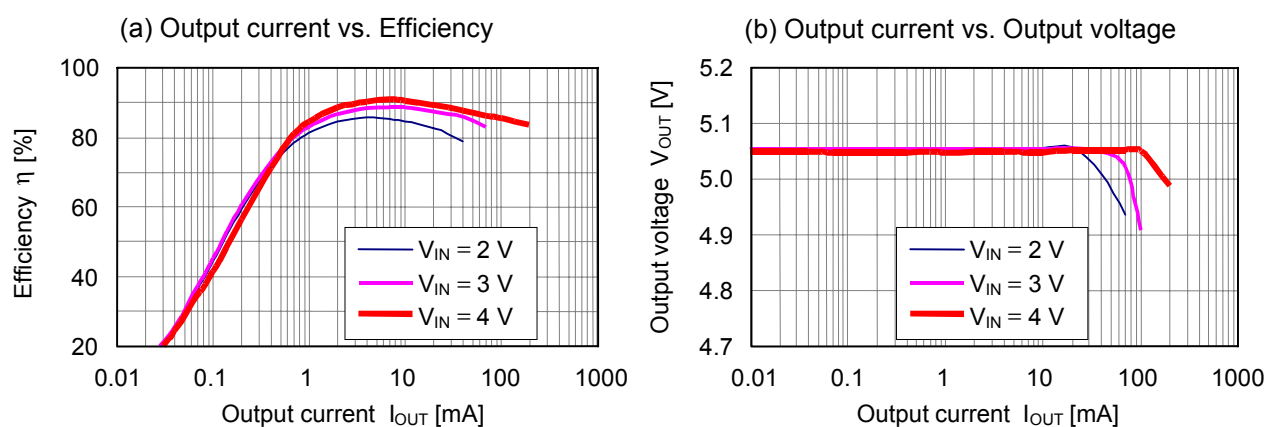 (a) Output current vs. Efficiency
100
80
60
40
20
Efficiency η [%]
VIN = 2 V
VIN = 3 V
VIN = 4 V
0.01 0.1 1 10 100 1000
Output current IOUT [mA]
(b) Output current vs. Output voltage
5.2
5.1
5.0
4.9
4.8
4.7
Output voltage VOUT [V]
VIN = 2 V
VIN = 3 V
VIN = 4 V
0.01 0.1 1 10 100 1000
Output current IOUT [mA]